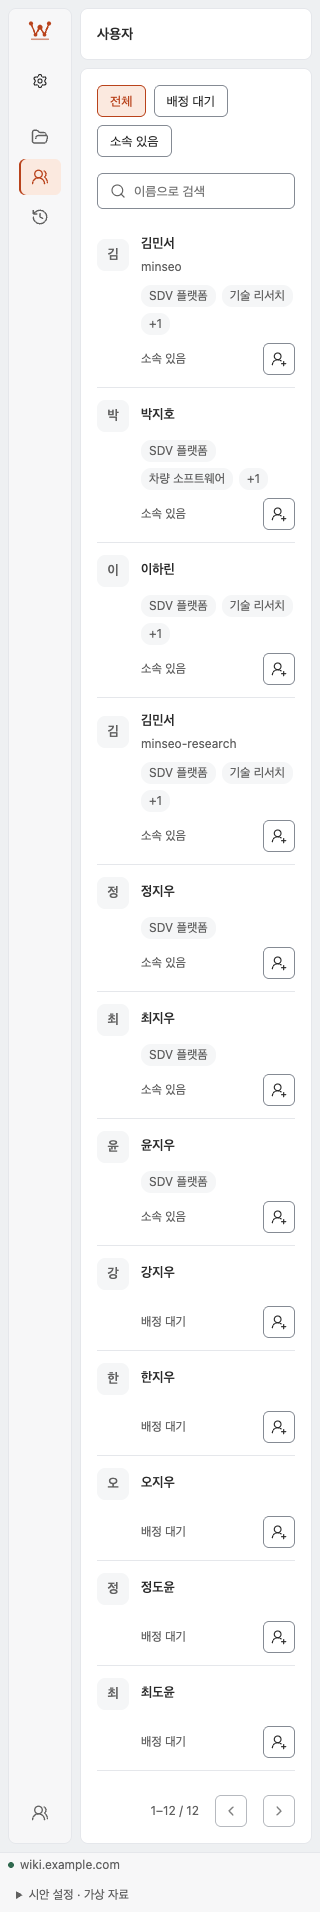 사용자
전체
배정 대기
소속 있음
이름으로 검색
김
김민서
minseo
SDV 플랫폼
기술 리서치
+1
소속 있음
박
박지호
SDV 플랫폼
차량 소프트웨어
+1
소속 있음
이
이하린
SDV 플랫폼
기술 리서치
+1
소속 있음
김
김민서
minseo-research
SDV 플랫폼
기술 리서치
+1
소속 있음
정
정지우
SDV 플랫폼
소속 있음
최
최지우
SDV 플랫폼
소속 있음
윤
윤지우
SDV 플랫폼
소속 있음
강
강지우
배정 대기
한
한지우
배정 대기
오
오지우
배정 대기
정
정도윤
배정 대기
최
최도윤
배정 대기
1–12 / 12
wiki.example.com
시안 설정 · 가상 자료